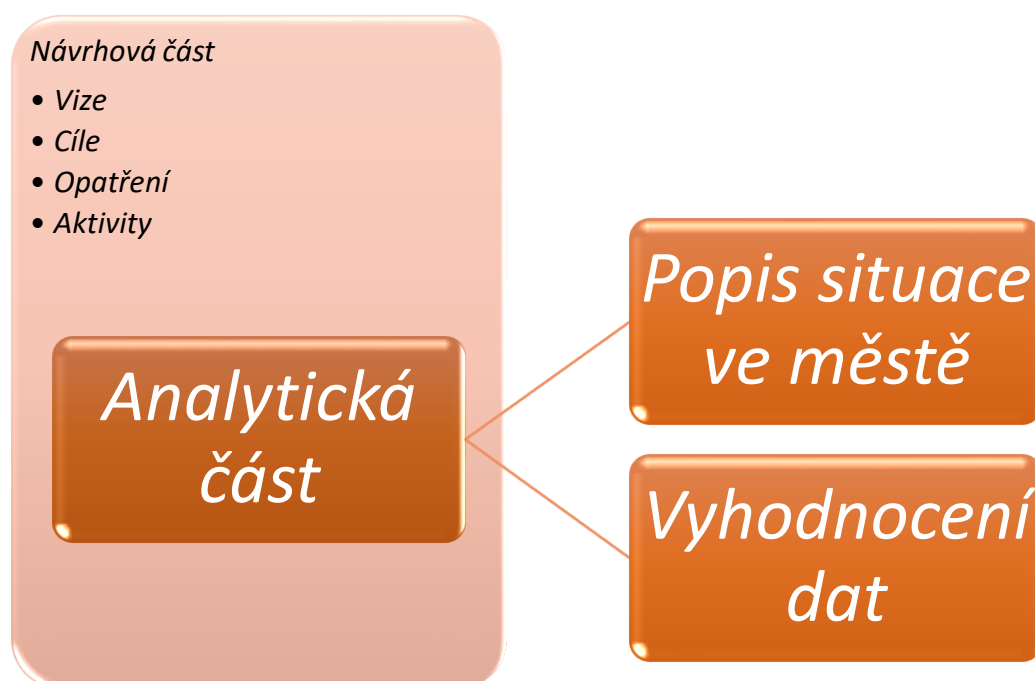 Návrhová část
• Vize
• Cíle
• Opatření
• Aktivity
Analytická
část
Popis situace
ve městě
Vyhodnocení
dat